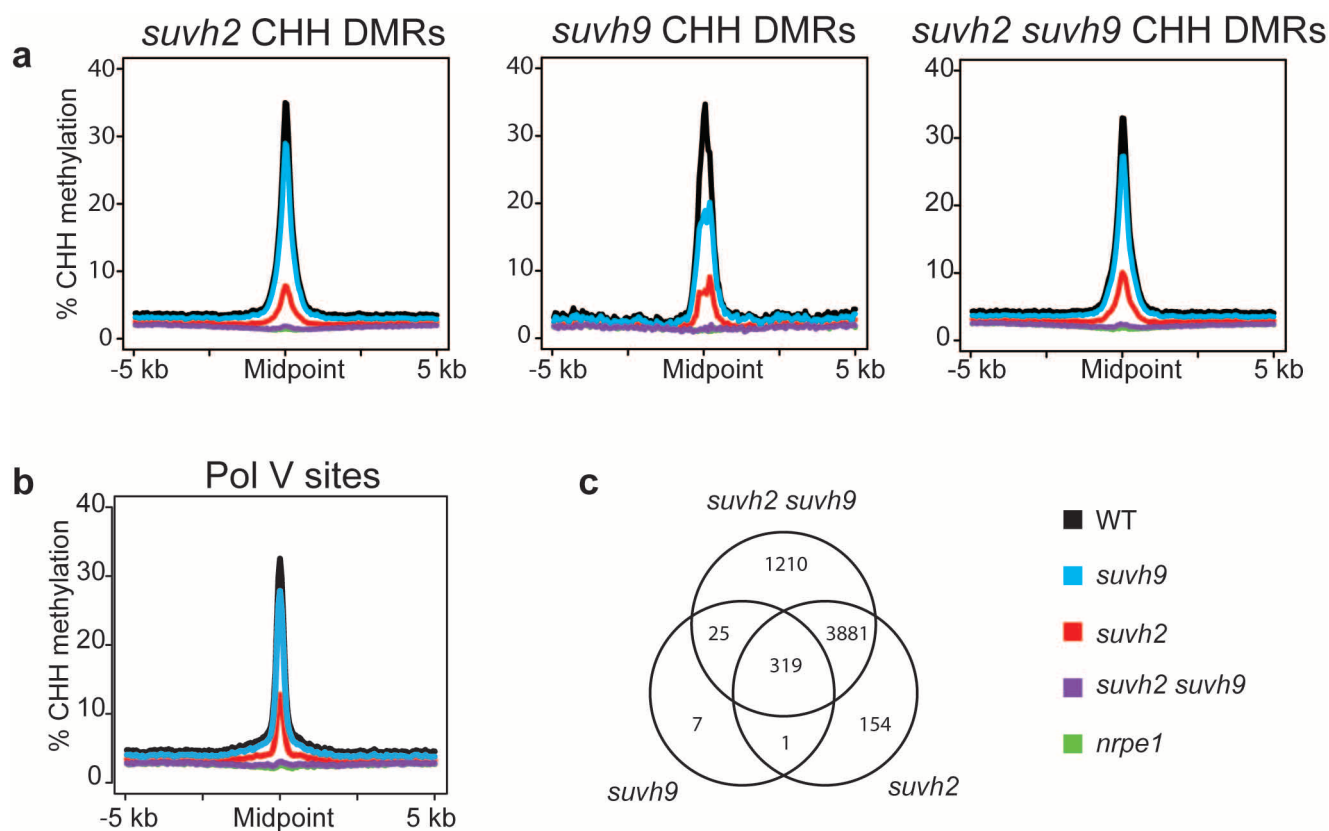 a
suvh2 CHH DMRs
suvh9 CHH DMRs
suvh2 suvh9 CHH DMRs
% CHH methylation
40
30
20
10
0
-5 kb Midpoint 5 kb
40
30
20
10
0
-5 kb Midpoint 5 kb
40
30
20
10
0
-5 kb Midpoint 5 kb
b
Pol V sites
% CHH methylation
40
30
20
10
0
-5 kb Midpoint 5 kb
c
suvh2 suvh9
1210
25
3881
319
7
1
154
suvh9
suvh2
WT
suvh9
suvh2
suvh2 suvh9
nrpe1